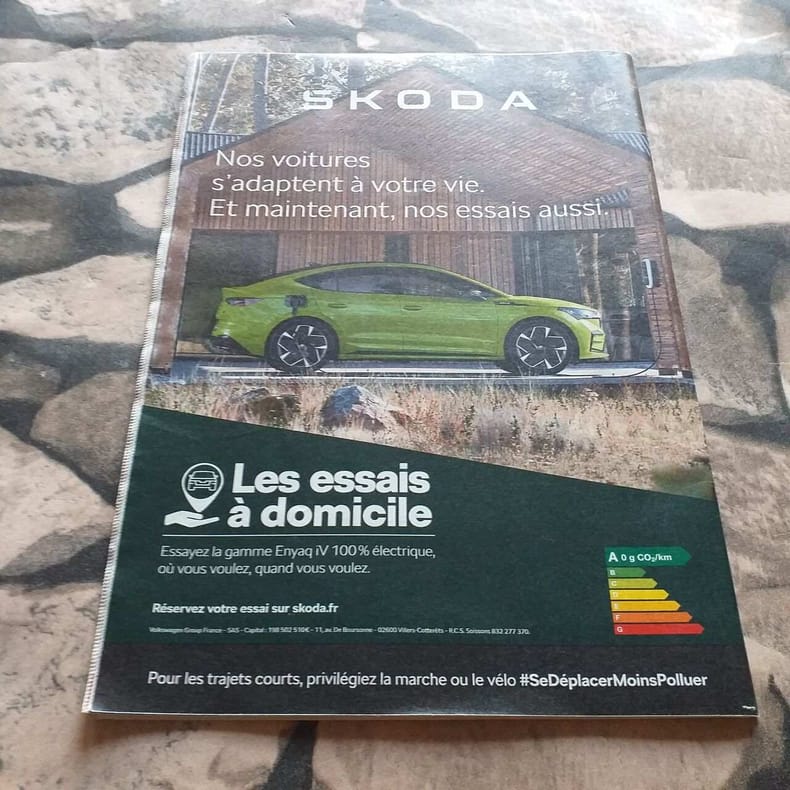 SKODA
Nos voitures
s'adaptent à votre vie.
Et maintenant, nos essais aussi.
Les essais
à domicile
Essayez la gamme Enyaq iV 100% électrique,
où vous voulez, quand vous voulez.
A 0 g CO₂/km
B
C
D
E
F
G
Réservez votre essai sur skoda.fr
Volkswagen Group France - SAS - Capital : 198 502 510€ - 11, av. De Boursonne - 02600 Villers-Cotterêts - R.C.S. Soissons 832 277 370.
Pour les trajets courts, privilégiez la marche ou le vélo #SeDéplacerMoinsPolluer